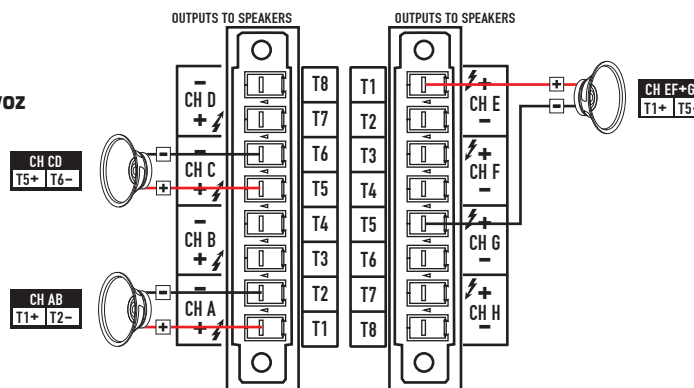 OUTPUTS TO SPEAKERS
OUTPUTS TO SPEAKERS
voz
−
CH D
+
T8
T7
−
CH C
+
T6
T5
−
CH B
+
T4
T3
−
CH A
+
T2
T1
CH CD
T5+ T6−
−
+
CH AB
T1+ T2−
−
+
T1
T2
+
CH E
−
T3
T4
+
CH F
−
T5
T6
+
CH G
−
T7
T8
+
CH H
−
+
−
CH EF+G
T1+ T5